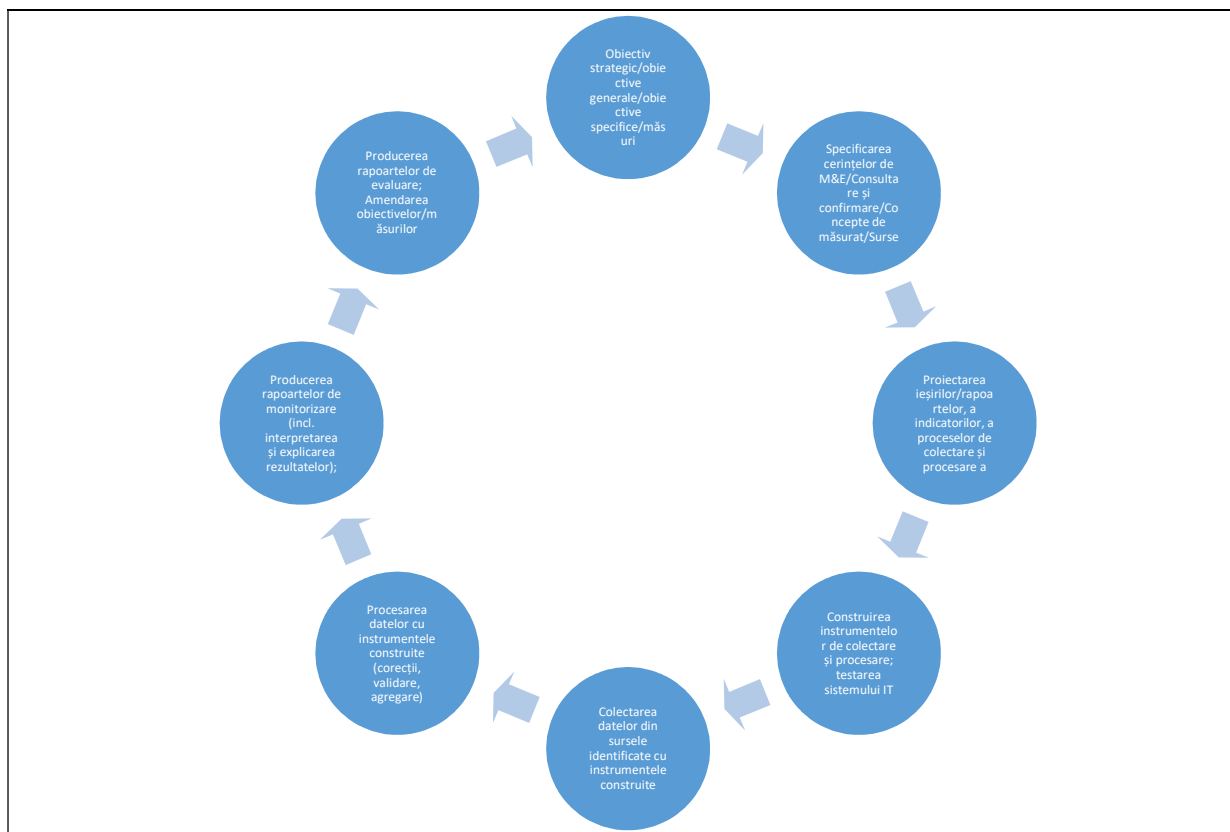 Obiectiv
strategic/obie
ctive
generale/obie
ctive
specifice/măs
uri
Specificarea
cerințelor de
M&E/Consulta
re și
confirmare/Co
ncepte de
măsurat/Surse
Proiectarea
ieșirilor/rapoa
rtelor, a
indicatorilor, a
proceselor de
colectare și
procesare a
Construirea
instrumentelo
r de colectare
și procesare;
testarea
sistemului IT
Colectarea
datelor din
sursele
identificate cu
instrumentele
construite
Procesarea
datelor cu
instrumentele
construite
(corecții,
validare,
agregare)
Producerea
rapoartelor de
monitorizare
(incl.
interpretarea
și explicarea
rezultatelor);
Producerea
rapoartelor de
evaluare;
Amendarea
obiectivelor/m
ăsurilor